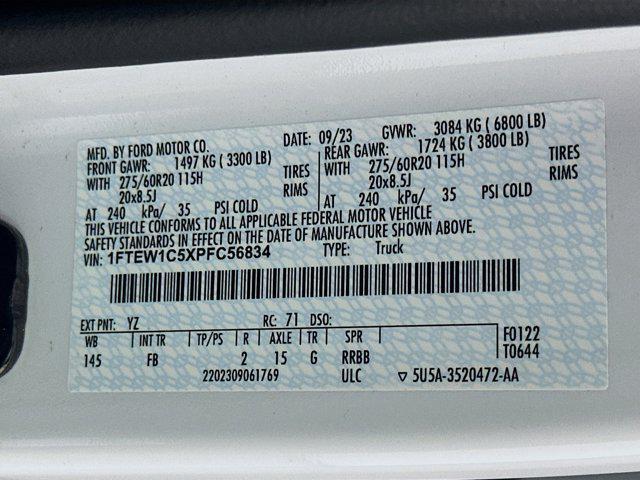 MFD. BY FORD MOTOR CO. DATE: 09/23 GVWR: 3084 KG ( 6800 LB)
FRONT GAWR: 1497 KG ( 3300 LB) REAR GAWR: 1724 KG ( 3800 LB)
WITH 275/60R20 115H TIRES WITH 275/60R20 115H TIRES
20x8.5J RIMS 20x8.5J RIMS
AT 240 kPa/ 35 PSI COLD AT 240 kPa/ 35 PSI COLD
THIS VEHICLE CONFORMS TO ALL APPLICABLE FEDERAL MOTOR VEHICLE
SAFETY STANDARDS IN EFFECT ON THE DATE OF MANUFACTURE SHOWN ABOVE.
VIN: 1FTEW1C5XPFC56834 TYPE: Truck
EXT PNT: YZ RC: 71 DSO:
WB INT TR TP/PS R AXLE TR SPR F0122
145 FB 2 15 G RRBB T0644
2202309061769 ULC ▽ 5U5A-3520472-AA